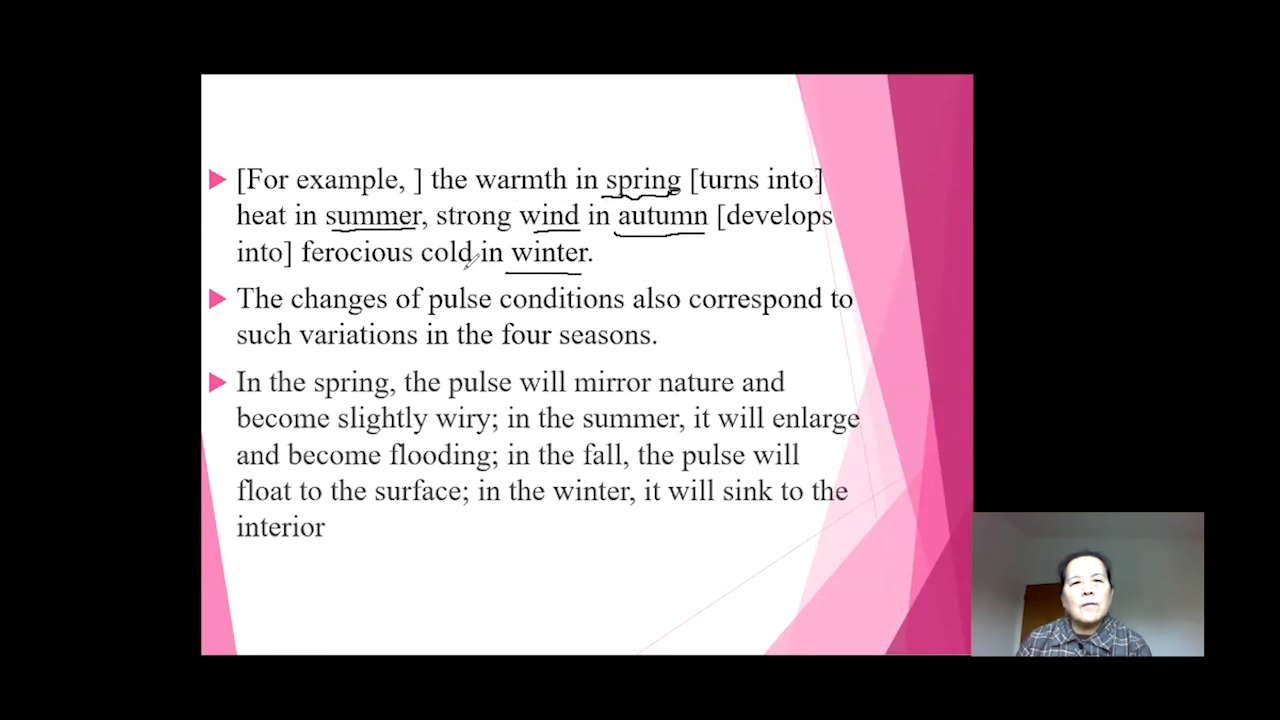 [For example, ] the warmth in spring [turns into]
heat in summer, strong wind in autumn [develops
into] ferocious cold in winter.
The changes of pulse conditions also correspond to
such variations in the four seasons.
In the spring, the pulse will mirror nature and
become slightly wiry; in the summer, it will enlarge
and become flooding; in the fall, the pulse will
float to the surface; in the winter, it will sink to the
interior